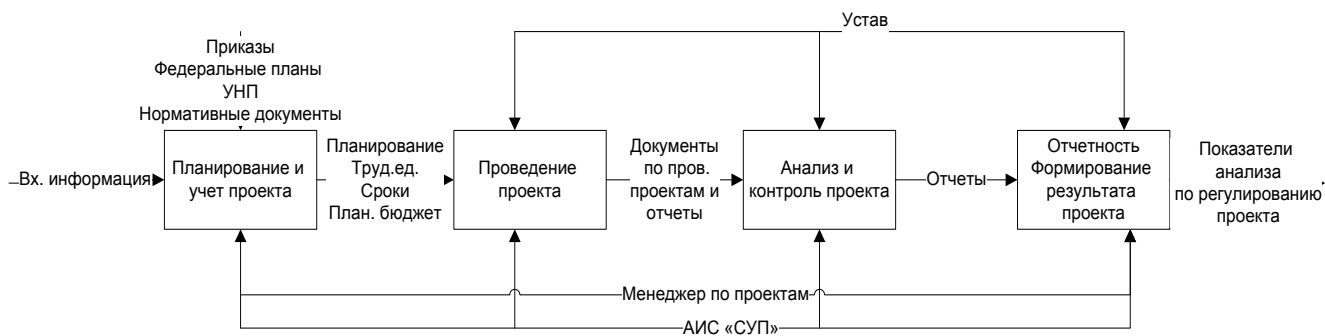 Устав
Приказы
Федеральные планы
УНП
Нормативные документы
Вх. информация
Планирование и
учет проекта
Планирование
Труд.ед.
Сроки
План. бюджет
Проведение
проекта
Документы
по пров.
проектам и
отчеты
Анализ и
контроль проекта
Отчеты
Отчетность
Формирование
результата
проекта
Показатели
анализа
по регулированию
проекта
Менеджер по проектам
АИС «СУП»